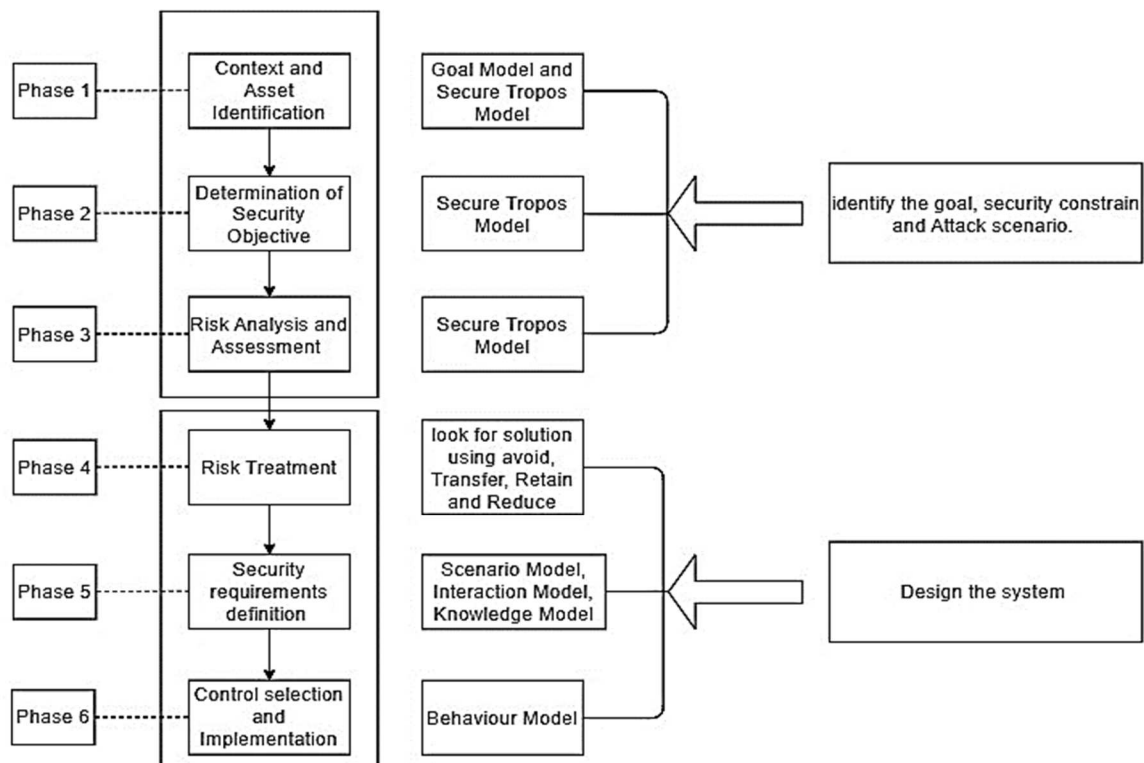 Phase 1
Context and
Asset
Identification
Goal Model and
Secure Tropos
Model
Phase 2
Determination of
Security
Objective
Secure Tropos
Model
identify the goal, security constrain
and Attack scenario.
Phase 3
Risk Analysis and
Assessment
Secure Tropos
Model
Phase 4
Risk Treatment
look for solution
using avoid,
Transfer, Retain
and Reduce
Phase 5
Security
requirements
definition
Scenario Model,
Interaction Model,
Knowledge Model
Design the system
Phase 6
Control selection
and
Implementation
Behaviour Model